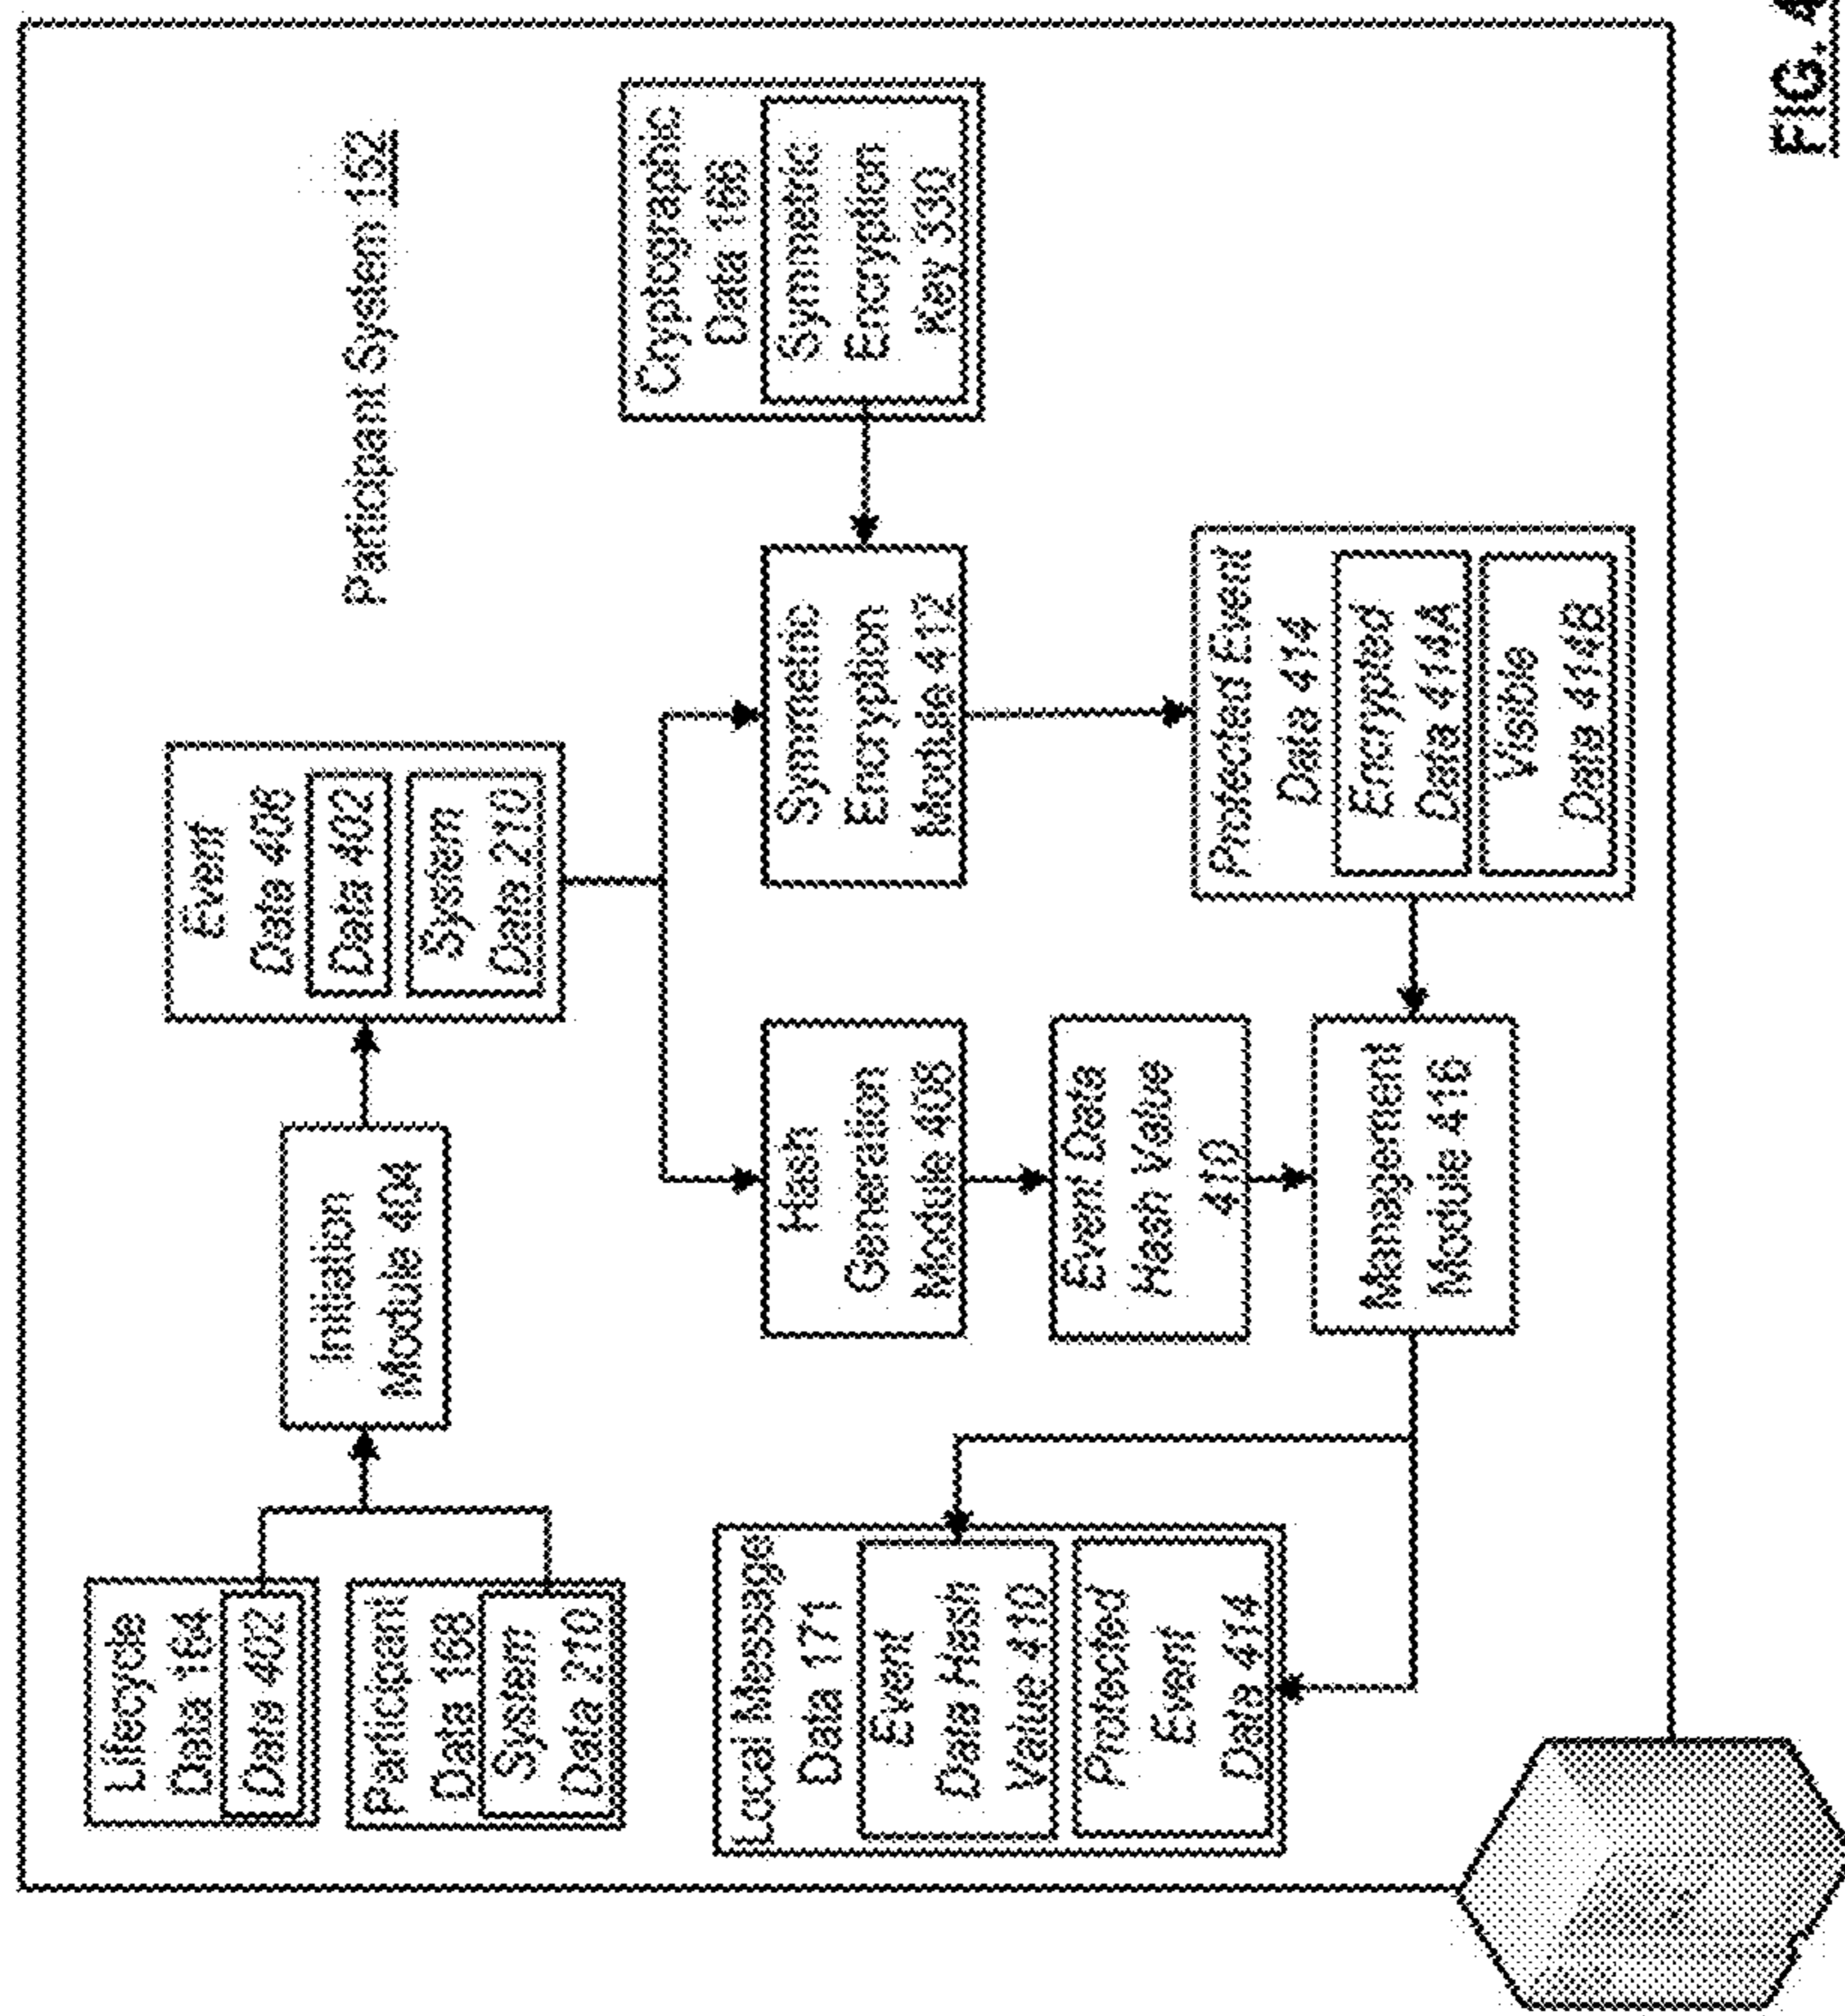 Participant System 152
Lifecycle
Data 164
Data 402
Participant
Data 168
System
Data 210
Initiation
Module 404
Event
Data 406
Data 402
System
Data 210
Cryptographic
Data 166
Symmetric
Encryption
Key 330
Hash
Generation
Module 408
Symmetric
Encryption
Module 412
Event Data
Hash Value
410
Protected Event
Data 414
Encrypted
Data 414A
Visible
Data 414B
Management
Module 416
Local Message
Data 171
Event
Data Hash
Value 410
Protected
Event
Data 414
FIG. 4